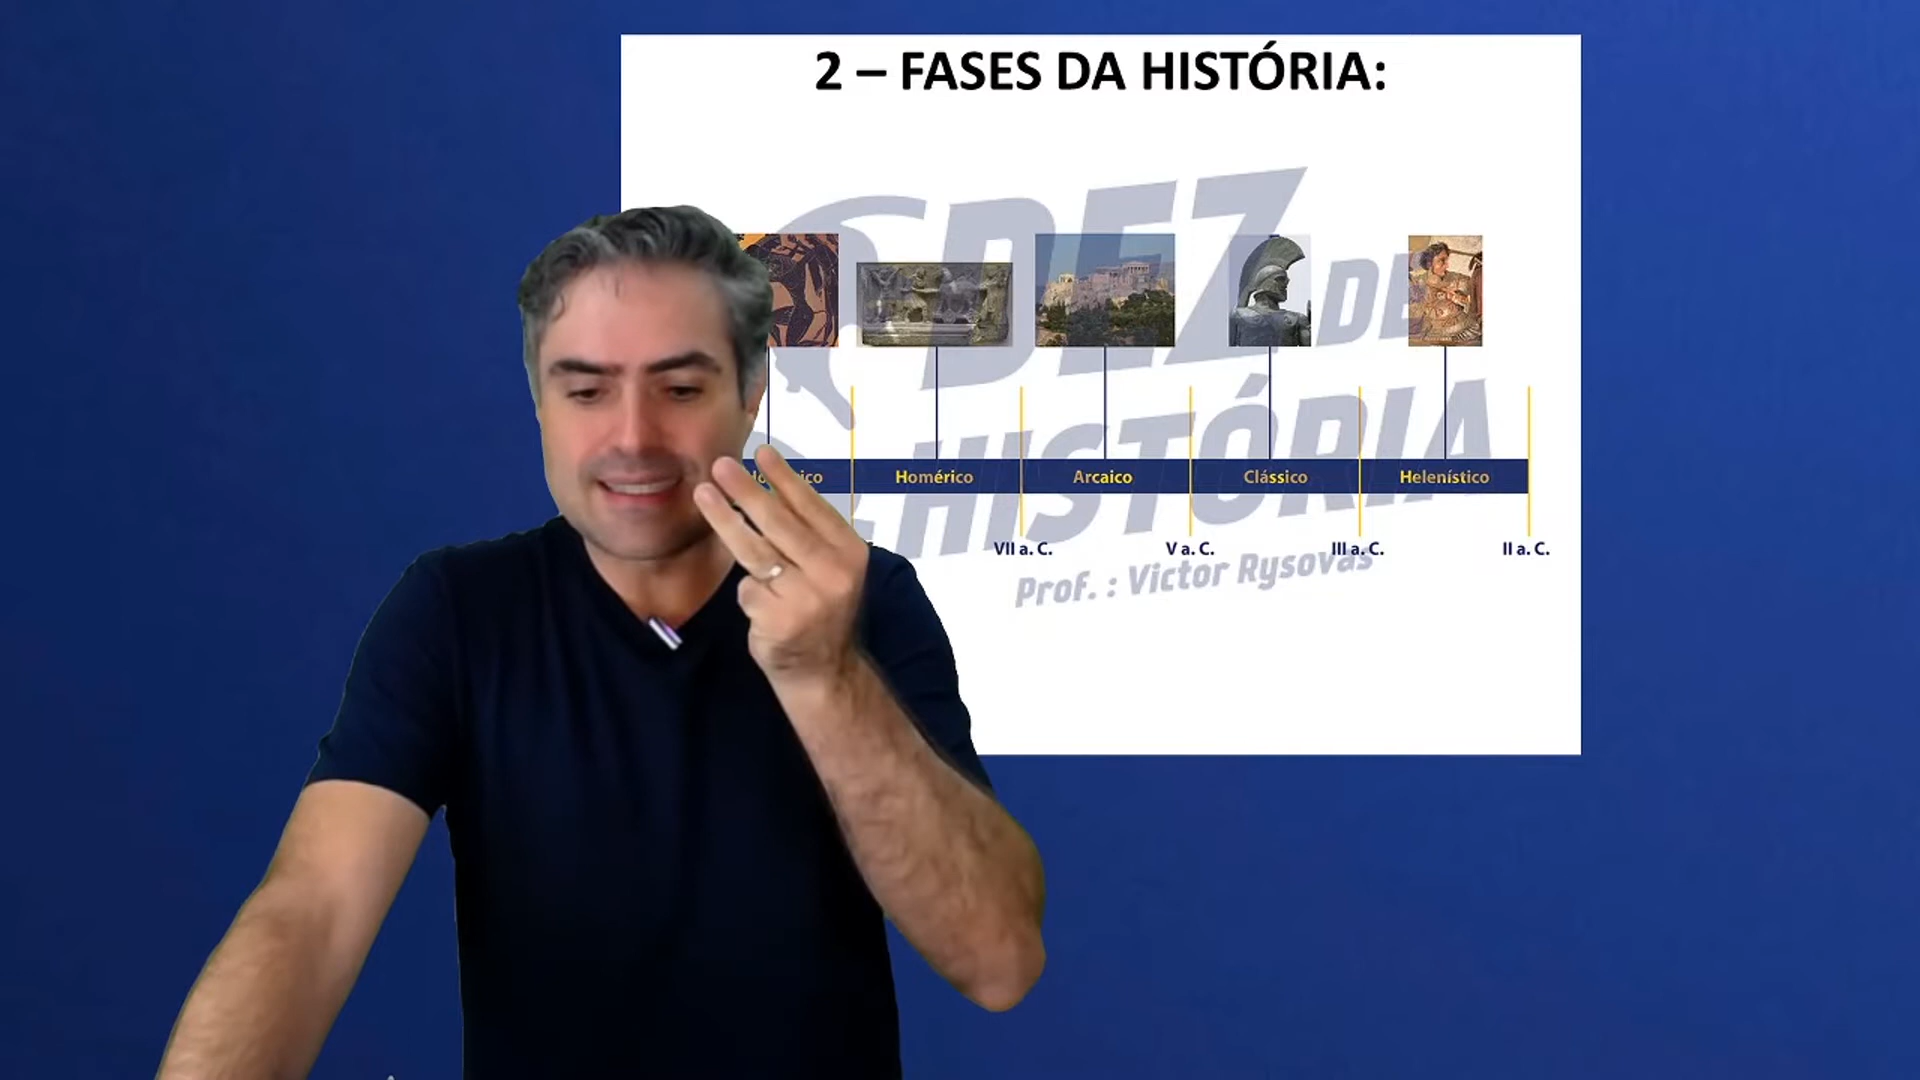 2 – FASES DA HISTÓRIA:
DEZ DE
HISTÓRIA
Homérico Arcaico Clássico Helenístico
VII a. C. V a. C. III a. C. II a. C.
Prof. : Victor Rysovas